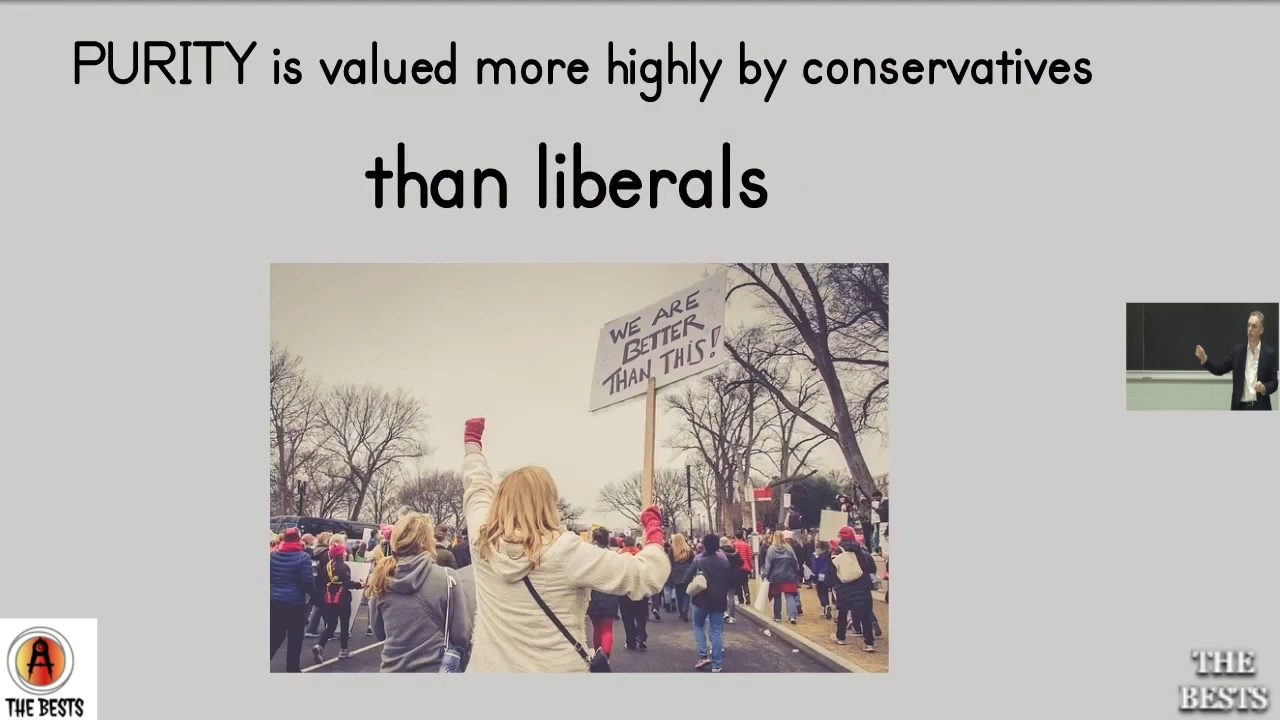 PURITY is valued more highly by conservatives
than liberals
WE ARE
BETTER
THAN THIS!
A
THE BESTS
THE
BESTS